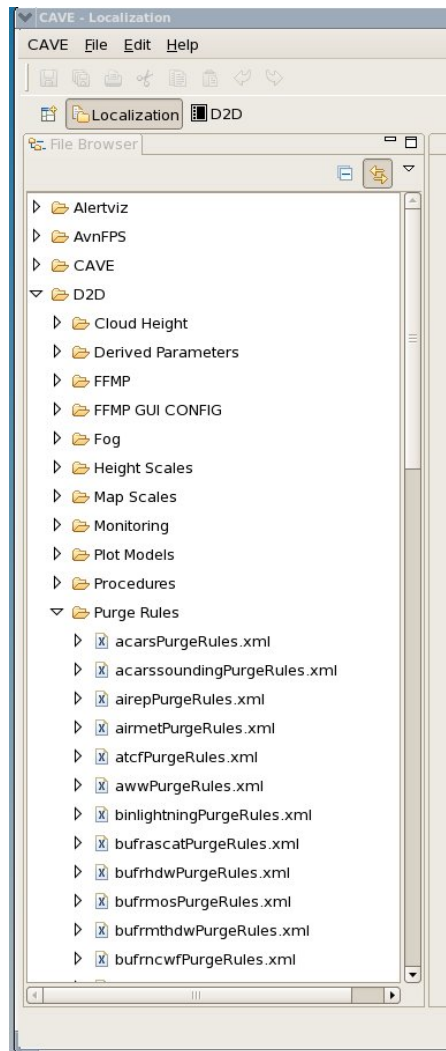 CAVE - Localization
CAVE File Edit Help
Localization D2D
File Browser
Alertviz
AvnFPS
CAVE
D2D
Cloud Height
Derived Parameters
FFMP
FFMP GUI CONFIG
Fog
Height Scales
Map Scales
Monitoring
Plot Models
Procedures
Purge Rules
acarsPurgeRules.xml
acarssoundingPurgeRules.xml
airepPurgeRules.xml
airmetPurgeRules.xml
atcfPurgeRules.xml
awwPurgeRules.xml
binlightningPurgeRules.xml
bufrascatPurgeRules.xml
bufrhdwPurgeRules.xml
bufrmosPurgeRules.xml
bufrmthdwPurgeRules.xml
bufrncwfPurgeRules.xml